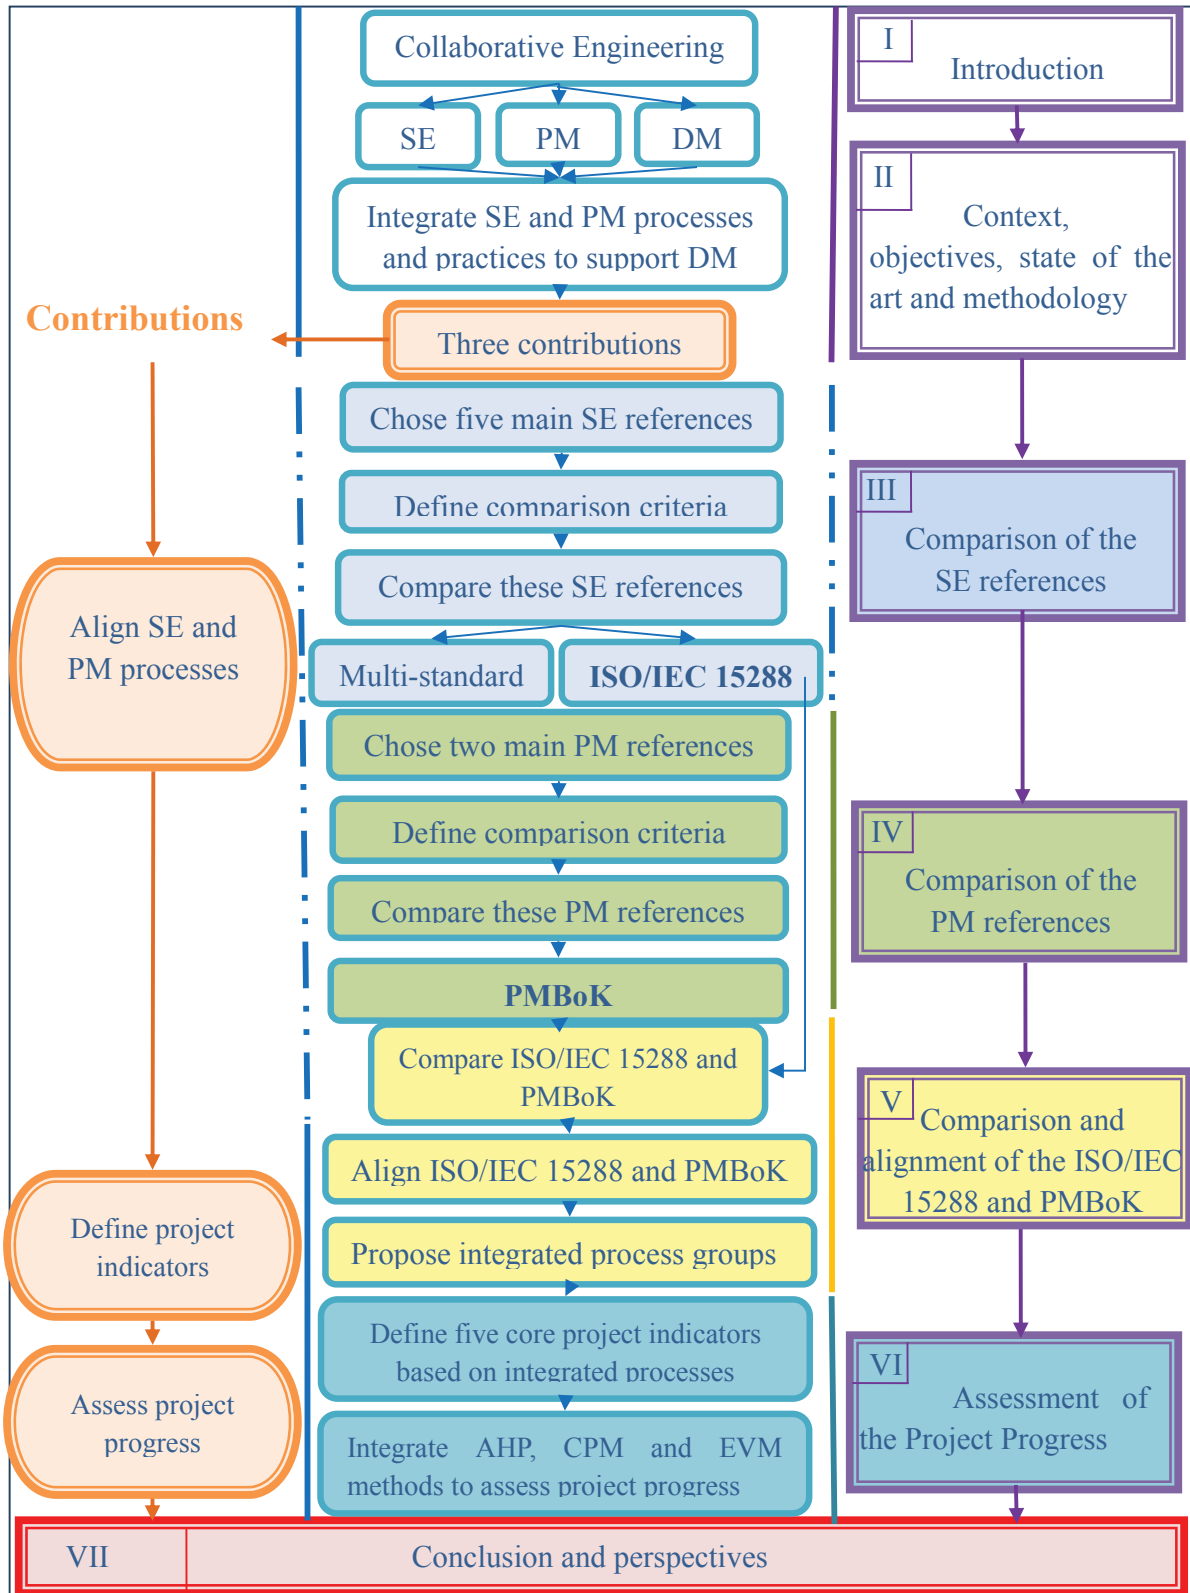 Collaborative Engineering
SE
PM
DM
Integrate SE and PM processes
and practices to support DM
Three contributions
Contributions
Chose five main SE references
Define comparison criteria
Compare these SE references
Multi-standard
ISO/IEC 15288
Chose two main PM references
Define comparison criteria
Compare these PM references
PMBoK
Compare ISO/IEC 15288 and
PMBoK
Align ISO/IEC 15288 and PMBoK
Propose integrated process groups
Define five core project indicators
based on integrated processes
Integrate AHP, CPM and EVM
methods to assess project progress
Align SE and
PM processes
Define project
indicators
Assess project
progress
I
Introduction
II
Context,
objectives, state of the
art and methodology
III
Comparison of the
SE references
IV
Comparison of the
PM references
V
Comparison and
alignment of the ISO/IEC
15288 and PMBoK
VI
Assessment of
the Project Progress
VII
Conclusion and perspectives